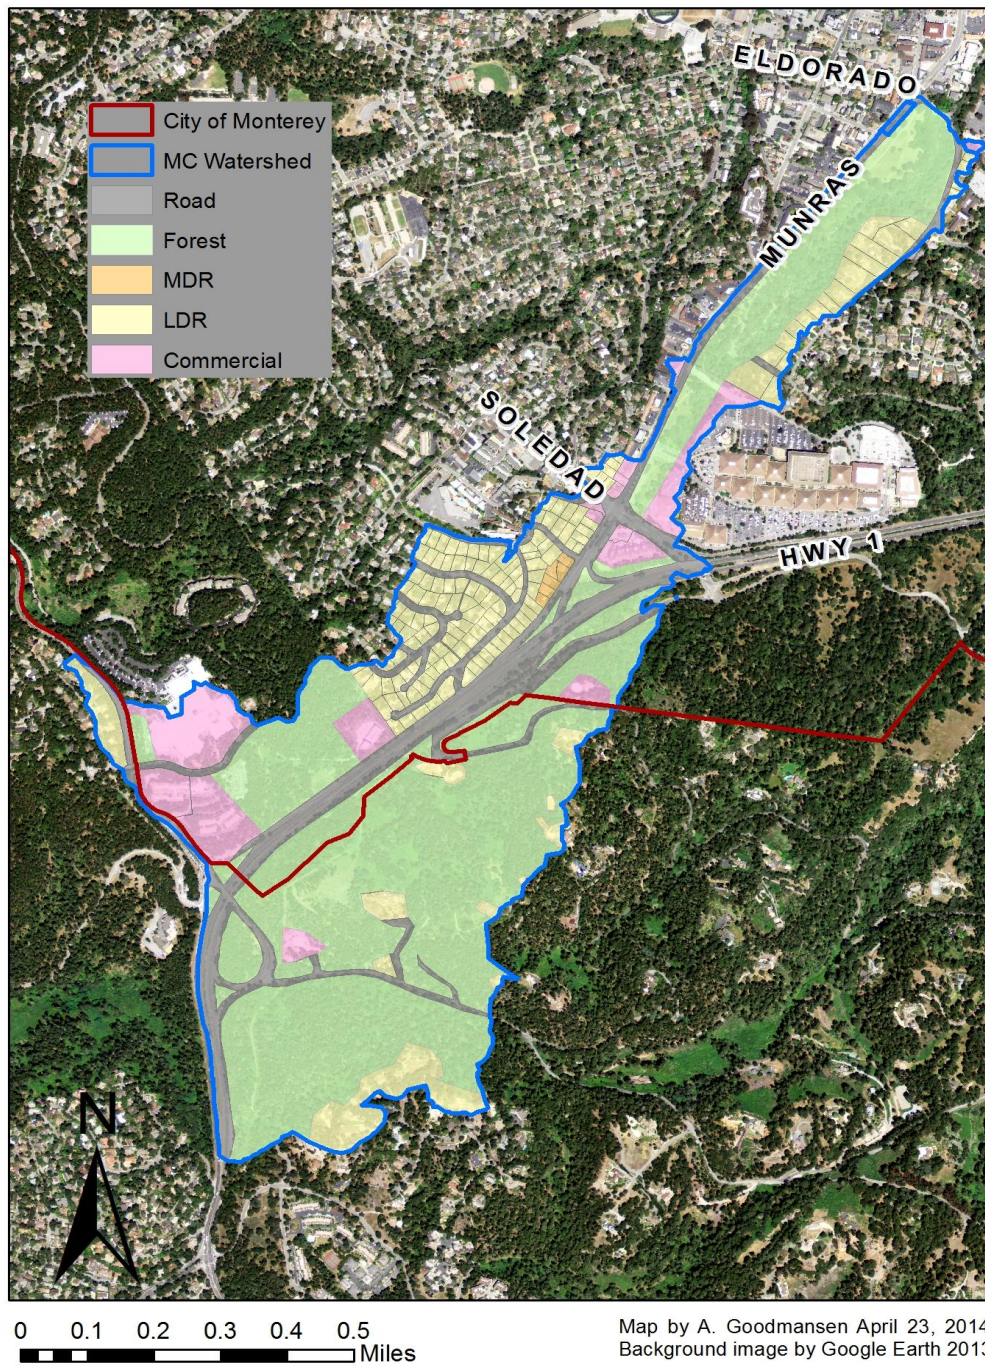 ELDORADO
City of Monterey
MC Watershed
Road
Forest
MDR
LDR
Commercial
MUNRAS
SOLEDAD
HWY 1
N
0 0.1 0.2 0.3 0.4 0.5
Miles
Map by A. Goodmansen April 23, 2014
Background image by Google Earth 2013